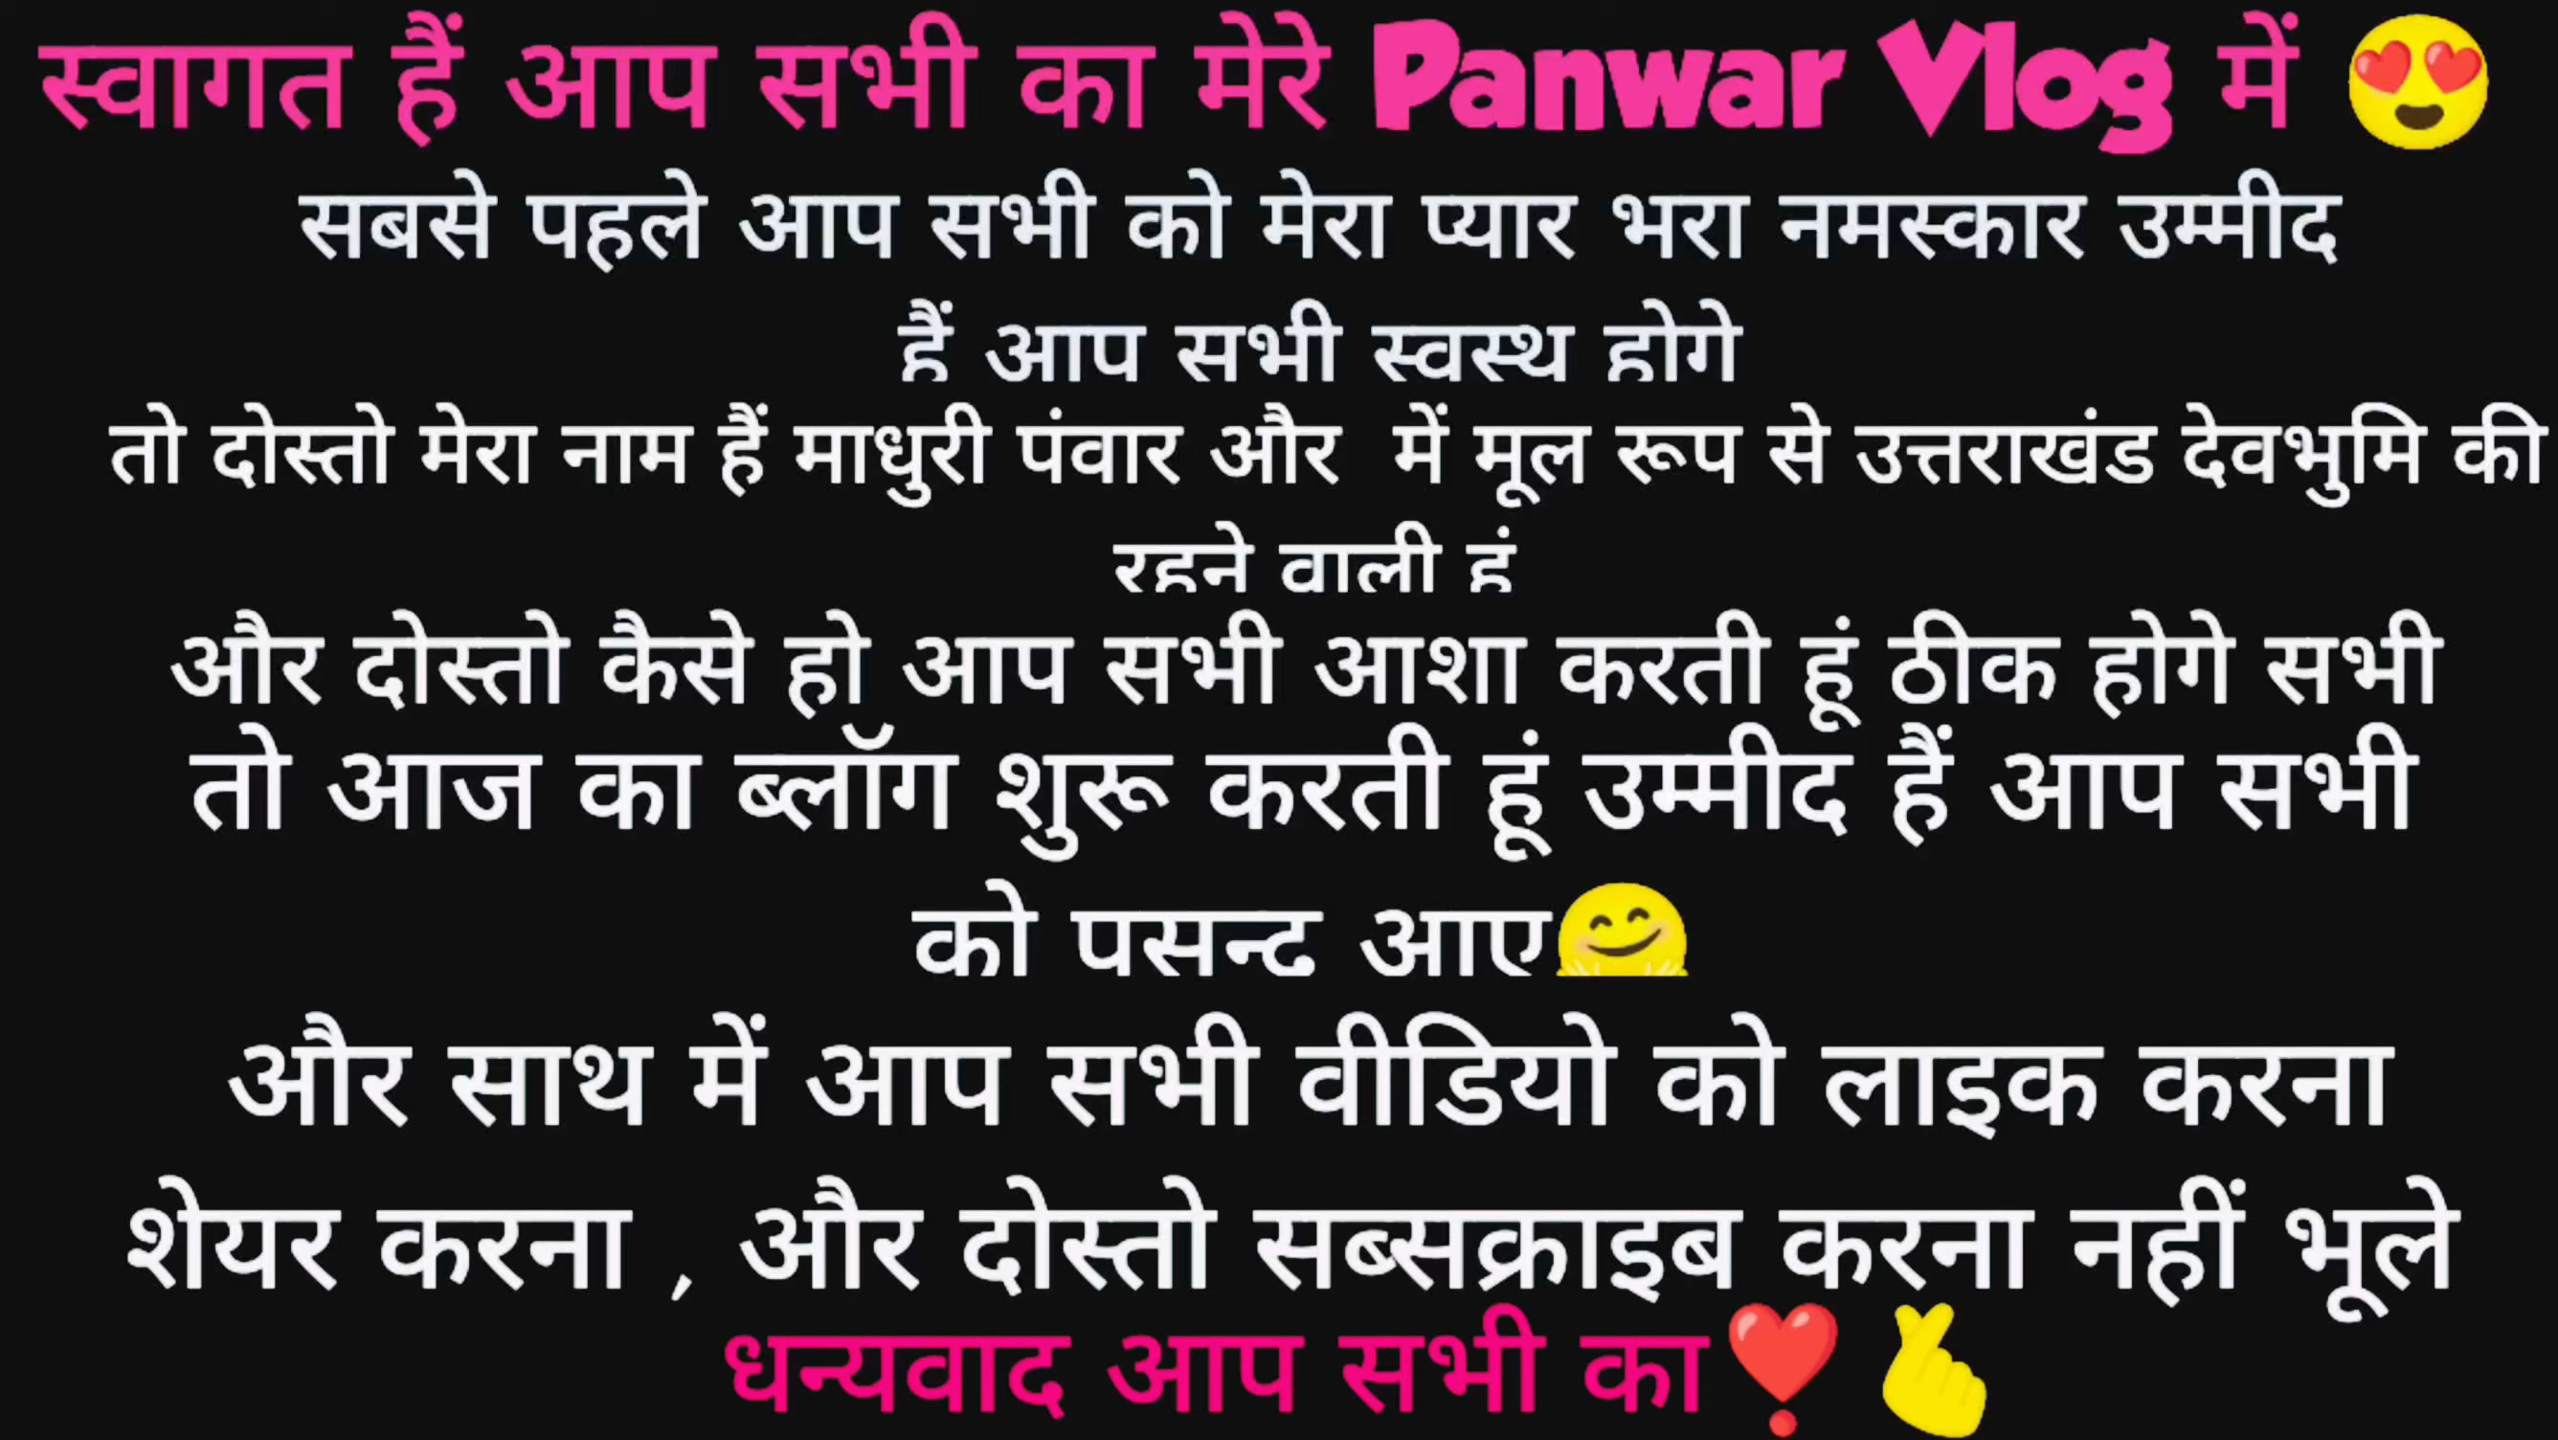 स्वागत हैं आप सभी का मेरे Panwar Vlog में 😍
सबसे पहले आप सभी को मेरा प्यार भरा नमस्कार उम्मीद
हैं आप सभी स्वस्थ होगे
तो दोस्तो मेरा नाम हैं माधुरी पंवार और में मूल रूप से उत्तराखंड देवभुमि की
रहने वाली हूं
और दोस्तो कैसे हो आप सभी आशा करती हूं ठीक होगे सभी
तो आज का ब्लॉग शुरू करती हूं उम्मीद हैं आप सभी
को पसन्द आए🤗
और साथ में आप सभी वीडियो को लाइक करना
शेयर करना , और दोस्तो सब्सक्राइब करना नहीं भूले
धन्यवाद आप सभी का❣️🫰